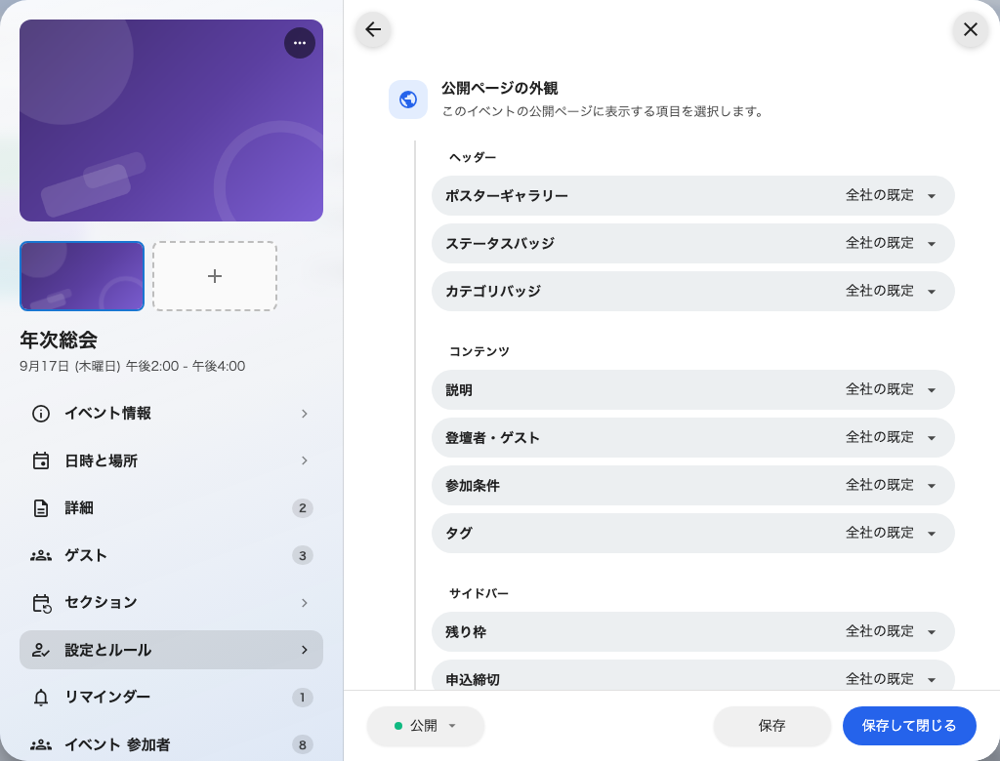 年次総会
9月17日 (木曜日) 午後2:00 - 午後4:00
イベント情報
日時と場所
詳細 2
ゲスト 3
セクション
設定とルール
リマインダー 1
イベント 参加者 8
公開ページの外観
このイベントの公開ページに表示する項目を選択します。
ヘッダー
ポスターギャラリー 全社の既定
ステータスバッジ 全社の既定
カテゴリバッジ 全社の既定
コンテンツ
説明 全社の既定
登壇者・ゲスト 全社の既定
参加条件 全社の既定
タグ 全社の既定
サイドバー
残り枠 全社の既定
申込締切 全社の既定
公開 保存 保存して閉じる